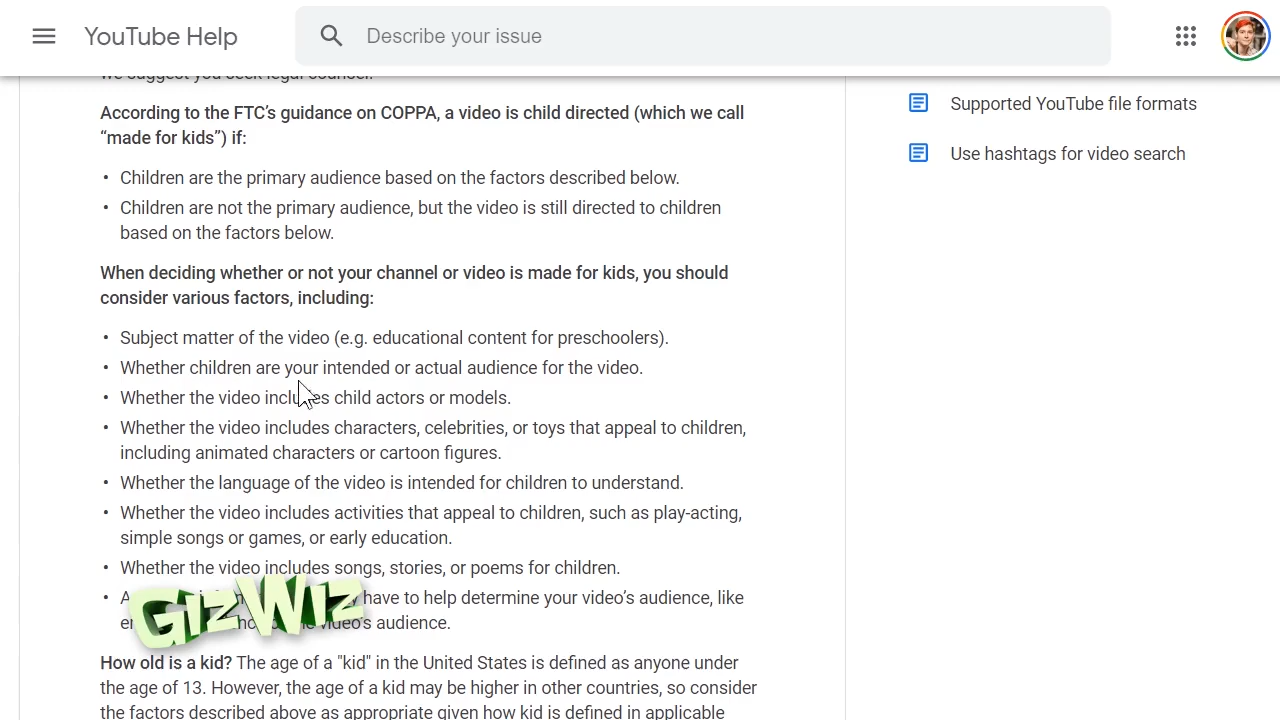 YouTube Help
Describe your issue
we suggest you seek legal counsel.
According to the FTC’s guidance on COPPA, a video is child directed (which we call
“made for kids”) if:
• Children are the primary audience based on the factors described below.
• Children are not the primary audience, but the video is still directed to children
based on the factors below.
When deciding whether or not your channel or video is made for kids, you should
consider various factors, including:
• Subject matter of the video (e.g. educational content for preschoolers).
• Whether children are your intended or actual audience for the video.
• Whether the video includes child actors or models.
• Whether the video includes characters, celebrities, or toys that appeal to children,
including animated characters or cartoon figures.
• Whether the language of the video is intended for children to understand.
• Whether the video includes activities that appeal to children, such as play-acting,
simple songs or games, or early education.
• Whether the video includes songs, stories, or poems for children.
• have to help determine your video’s audience, like
video’s audience.
GizWiz
How old is a kid? The age of a "kid" in the United States is defined as anyone under
the age of 13. However, the age of a kid may be higher in other countries, so consider
the factors described above as appropriate given how kid is defined in applicable
Supported YouTube file formats
Use hashtags for video search